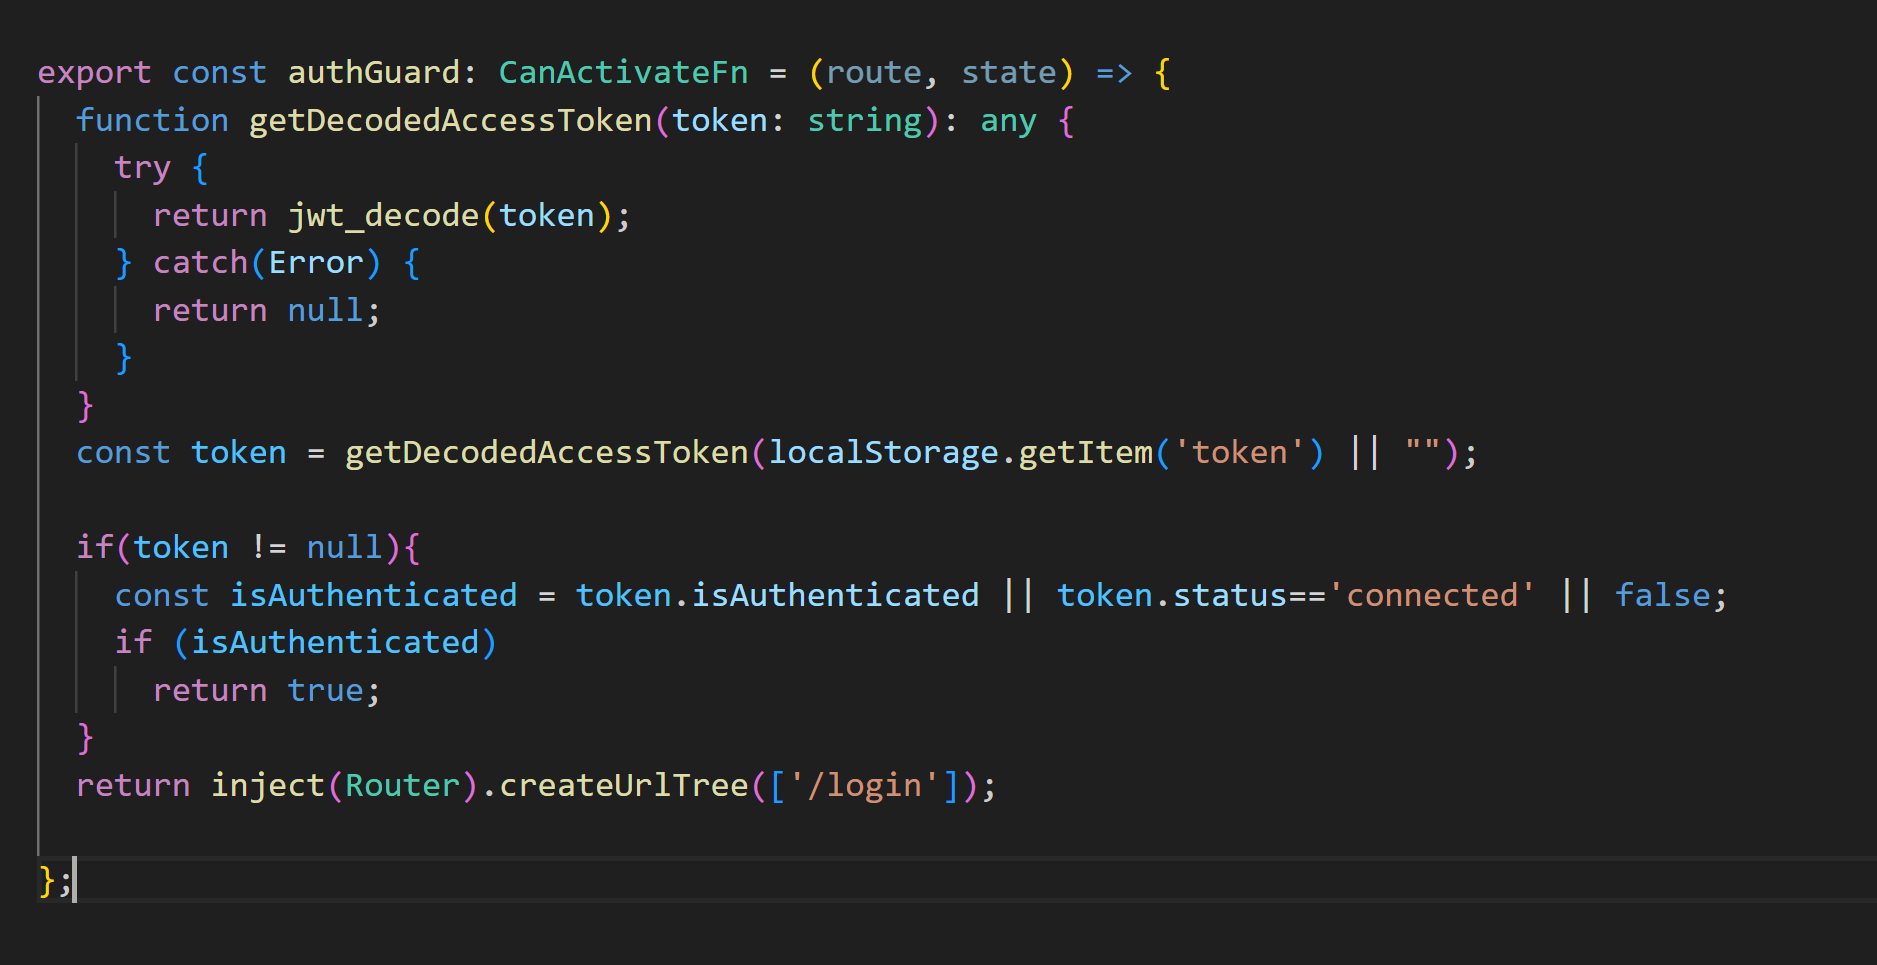 export const authGuard: CanActivateFn = (route, state) => {
function getDecodedAccessToken(token: string): any {
try {
return jwt_decode(token);
} catch(Error) {
return null;
}
}
const token = getDecodedAccessToken(localStorage.getItem('token') || "");
if(token != null){
const isAuthenticated = token.isAuthenticated || token.status=='connected' || false;
if (isAuthenticated)
return true;
}
return inject(Router).createUrlTree(['/login']);
};